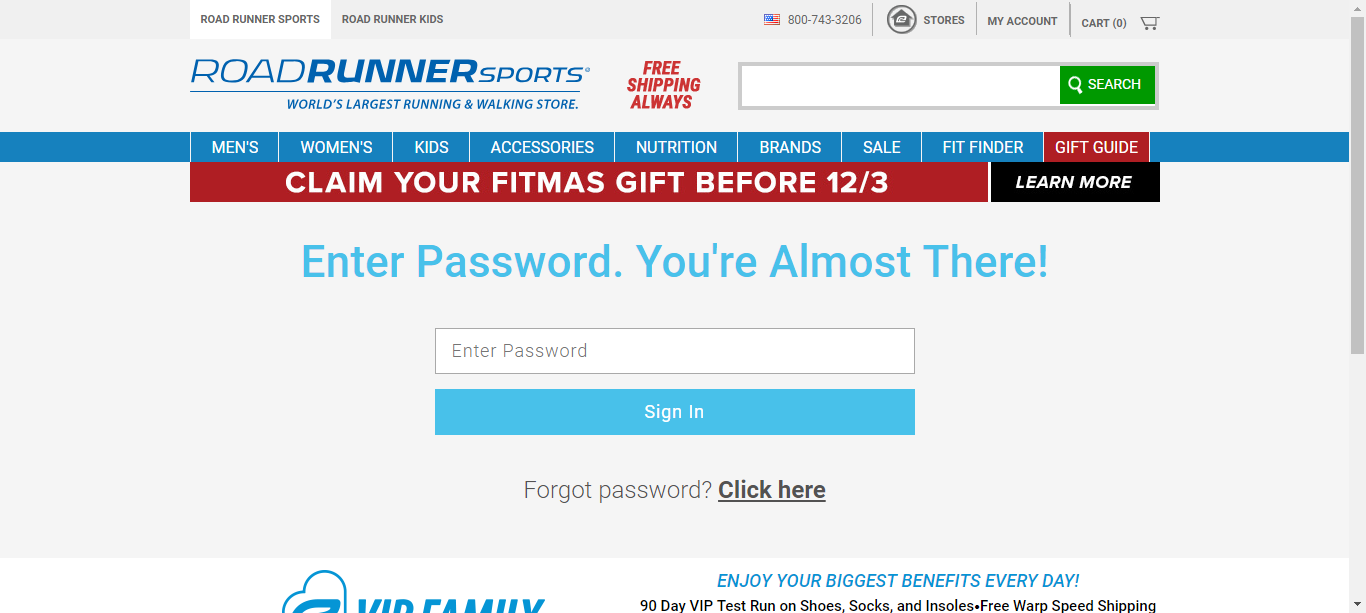 ROAD RUNNER SPORTS ROAD RUNNER KIDS 800-743-3206 STORES MY ACCOUNT CART (0)
ROADRUNNERSPORTS®
WORLD'S LARGEST RUNNING & WALKING STORE.
FREE
SHIPPING
ALWAYS
SEARCH
MEN'S WOMEN'S KIDS ACCESSORIES NUTRITION BRANDS SALE FIT FINDER GIFT GUIDE
CLAIM YOUR FITMAS GIFT BEFORE 12/3 LEARN MORE
Enter Password. You're Almost There!
Enter Password
Sign In
Forgot password? Click here
VIP FAMILY
ENJOY YOUR BIGGEST BENEFITS EVERY DAY!
90 Day VIP Test Run on Shoes, Socks, and Insoles•Free Warp Speed Shipping